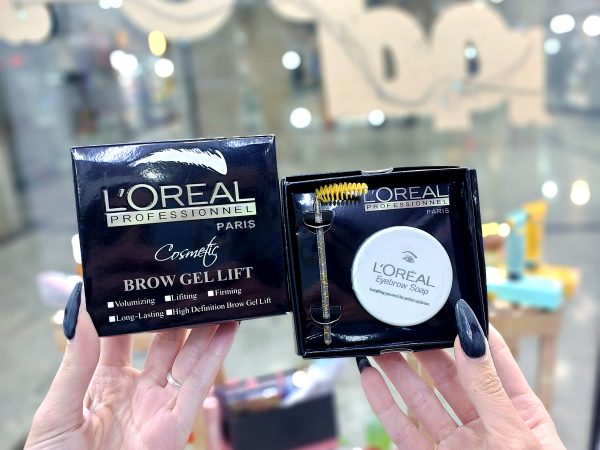 L'OREAL
PROFESSIONNEL
PARIS
Cosmetic
BROW GEL LIFT
Volumizing Lifiting Firming
Long-Lasting High Definition Brow Gel Lift
L'OREAL
PROFESSIONNEL
PARIS
L'OREAL
Eyebrow Soap